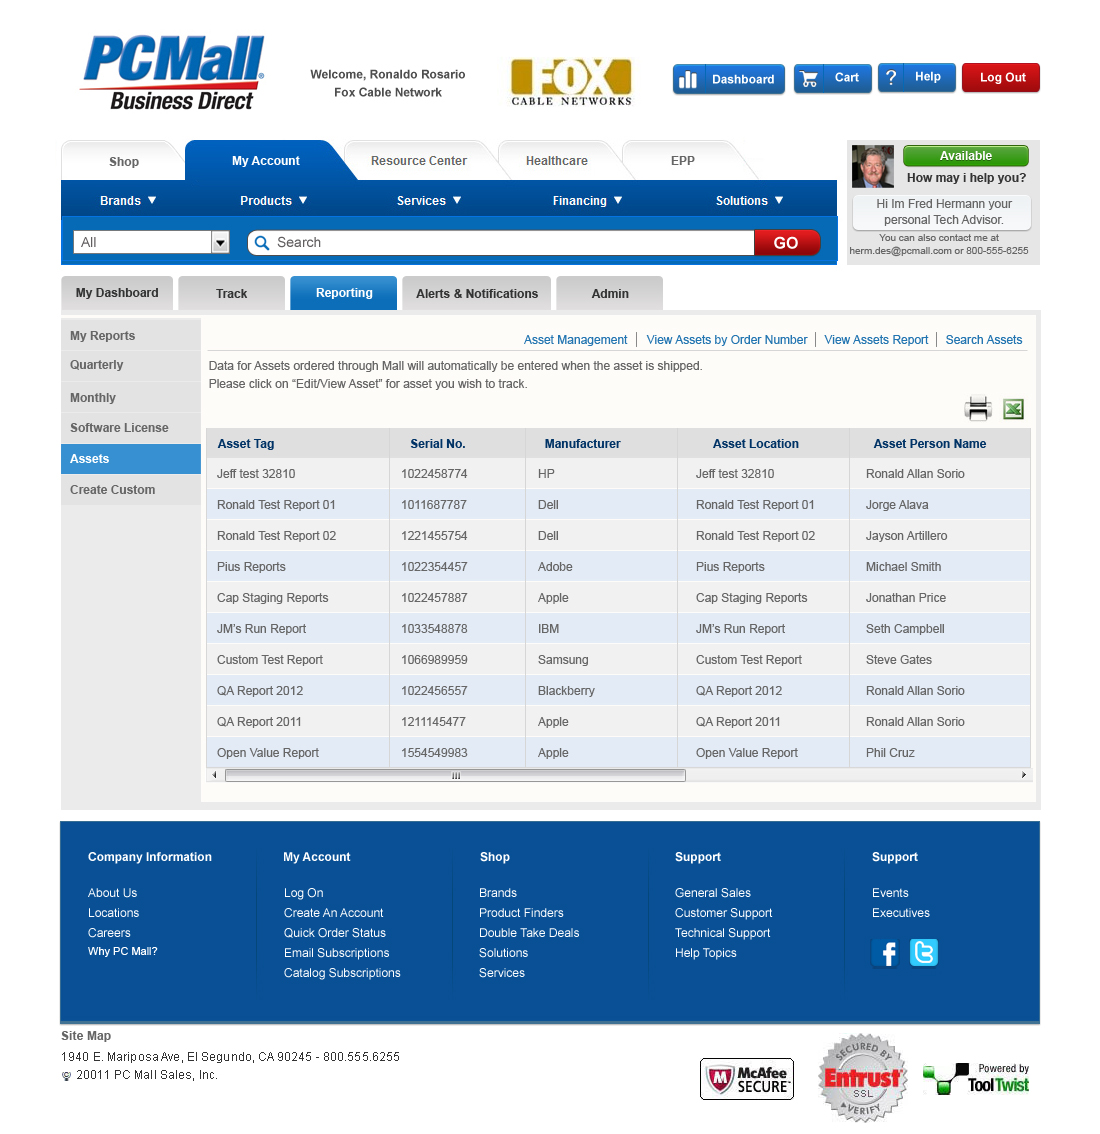 PCMall
Business Direct
Welcome, Ronaldo Rosario
Fox Cable Network
FOX
CABLE NETWORKS
Dashboard
Cart
? Help
Log Out
Shop
My Account
Resource Center
Healthcare
EPP
Available
How may i help you?
Hi Im Fred Hermann your
personal Tech Advisor.
You can also contact me at
herm.des@pcmall.com or 800-555-6255
Brands
Products
Services
Financing
Solutions
All
Search
GO
My Dashboard
Track
Reporting
Alerts & Notifications
Admin
My Reports
Quarterly
Monthly
Software License
Assets
Create Custom
Asset Management | View Assets by Order Number | View Assets Report | Search Assets
Data for Assets ordered through Mall will automatically be entered when the asset is shipped.
Please click on “Edit/View Asset” for asset you wish to track.
Asset Tag Serial No. Manufacturer Asset Location Asset Person Name
Jeff test 32810 1022458774 HP Jeff test 32810 Ronald Allan Sorio
Ronald Test Report 01 1011687787 Dell Ronald Test Report 01 Jorge Alava
Ronald Test Report 02 1221455754 Dell Ronald Test Report 02 Jayson Artillero
Pius Reports 1022354457 Adobe Pius Reports Michael Smith
Cap Staging Reports 1022457887 Apple Cap Staging Reports Jonathan Price
JM’s Run Report 1033548878 IBM JM’s Run Report Seth Campbell
Custom Test Report 1066989959 Samsung Custom Test Report Steve Gates
QA Report 2012 1022456557 Blackberry QA Report 2012 Ronald Allan Sorio
QA Report 2011 1211145477 Apple QA Report 2011 Ronald Allan Sorio
Open Value Report 1554549983 Apple Open Value Report Phil Cruz
Company Information
About Us
Locations
Careers
Why PC Mall?
My Account
Log On
Create An Account
Quick Order Status
Email Subscriptions
Catalog Subscriptions
Shop
Brands
Product Finders
Double Take Deals
Solutions
Services
Support
General Sales
Customer Support
Technical Support
Help Topics
Support
Events
Executives
Site Map
1940 E. Mariposa Ave, El Segundo, CA 90245 - 800.555.6255
© 20011 PC Mall Sales, Inc.
McAfee
SECURE
SECURED BY
Entrust
SSL
VERIFY
Powered by
ToolTwist